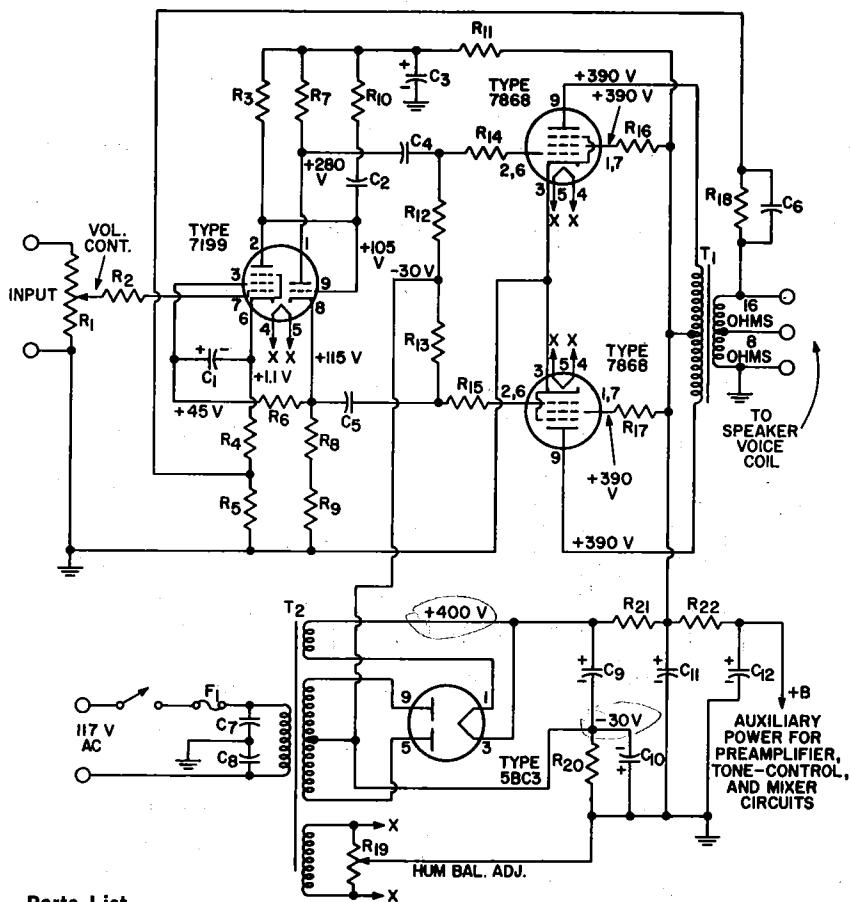 R11
C3
TYPE
7868
+390 V
+390 V
R3
R7
R10
9
C4
R14
R16
+280
V
C2
2,6
1,7
3
5
4
X
X
R18
C6
TYPE
7199
2
1
+105
V
R12
VOL.
CONT.
R2
3
7
6
9
8
4
5
-30V
T1
INPUT
R1
X
X
R13
X
X
3
5
4
TYPE
7868
16
OHMS
8
OHMS
C1
+1.1 V
+115 V
R15
2,6
1,7
+45 V
R6
C5
R17
TO
SPEAKER
VOICE
COIL
R4
R8
9
+390
V
R5
R9
+390 V
T2
+400 V
R21
R22
F1
9
1
C9
C11
C12
+B
117 V
AC
C7
C8
5
3
-30V
AUXILIARY
POWER FOR
PREAMPLIFIER,
TONE-CONTROL,
AND MIXER
CIRCUITS
TYPE
5BC3
R20
C10
X
R19
HUM BAL. ADJ.
X
Parts List